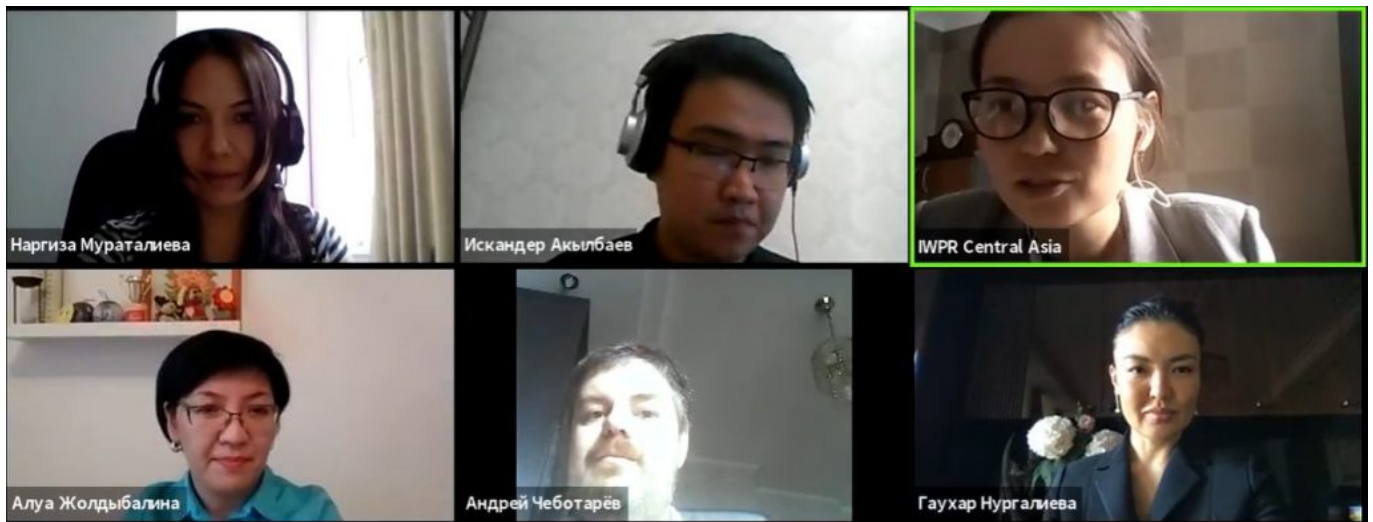 Наргиза Мураталиева
Искандер Акылбаев
IWPR Central Asia
Алуа Жолдыбалина
Андрей Чеботарёв
Гаухар Нургалиева